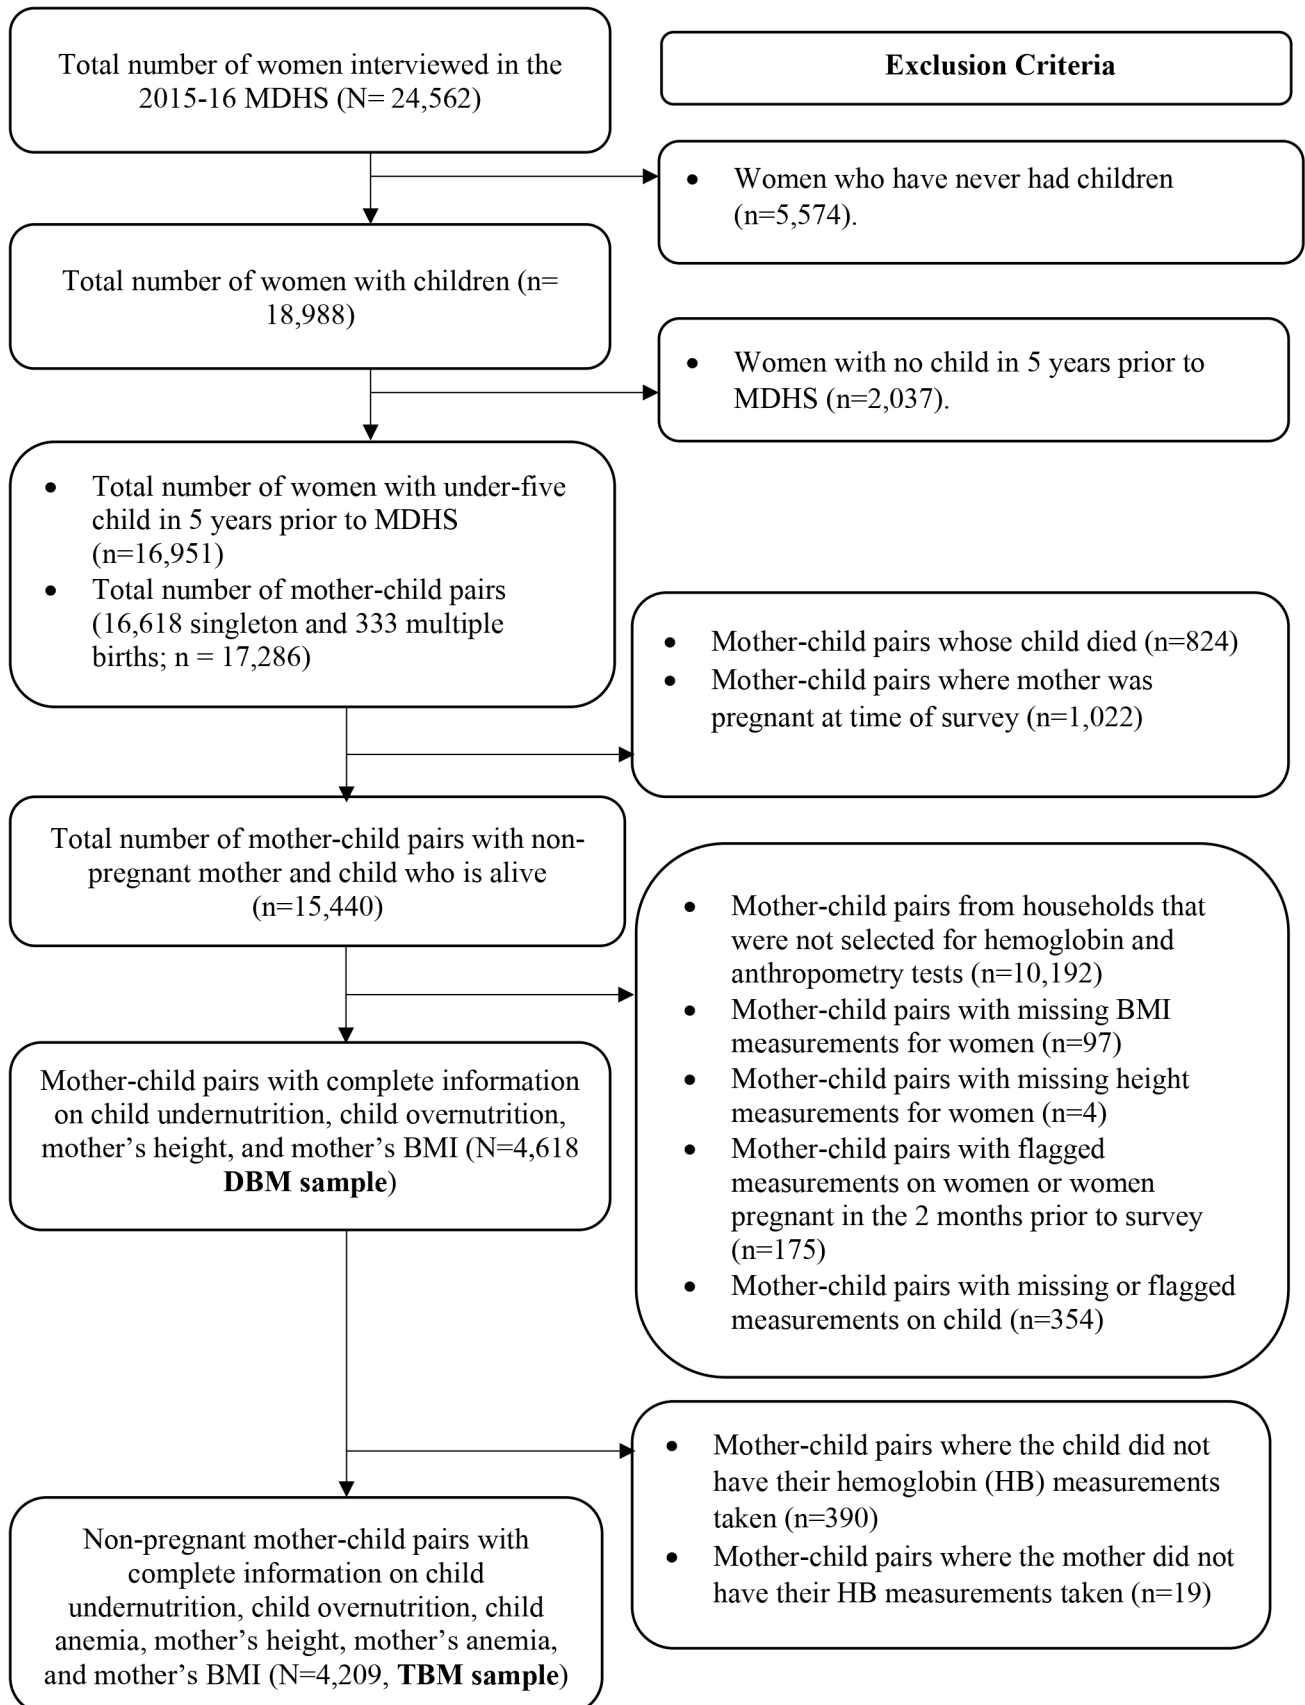 Total number of women interviewed in the
2015-16 MDHS (N= 24,562)
Exclusion Criteria
• Women who have never had children
(n=5,574).
Total number of women with children (n=
18,988)
• Women with no child in 5 years prior to
MDHS (n=2,037).
• Total number of women with under-five
child in 5 years prior to MDHS
(n=16,951)
• Total number of mother-child pairs
(16,618 singleton and 333 multiple
births; n = 17,286)
• Mother-child pairs whose child died (n=824)
• Mother-child pairs where mother was
pregnant at time of survey (n=1,022)
Total number of mother-child pairs with non-
pregnant mother and child who is alive
(n=15,440)
• Mother-child pairs from households that
were not selected for hemoglobin and
anthropometry tests (n=10,192)
• Mother-child pairs with missing BMI
measurements for women (n=97)
• Mother-child pairs with missing height
measurements for women (n=4)
• Mother-child pairs with flagged
measurements on women or women
pregnant in the 2 months prior to survey
(n=175)
• Mother-child pairs with missing or flagged
measurements on child (n=354)
Mother-child pairs with complete information
on child undernutrition, child overnutrition,
mother’s height, and mother’s BMI (N=4,618
DBM sample)
• Mother-child pairs where the child did not
have their hemoglobin (HB) measurements
taken (n=390)
• Mother-child pairs where the mother did not
have their HB measurements taken (n=19)
Non-pregnant mother-child pairs with
complete information on child
undernutrition, child overnutrition, child
anemia, mother’s height, mother’s anemia,
and mother’s BMI (N=4,209, TBM sample)